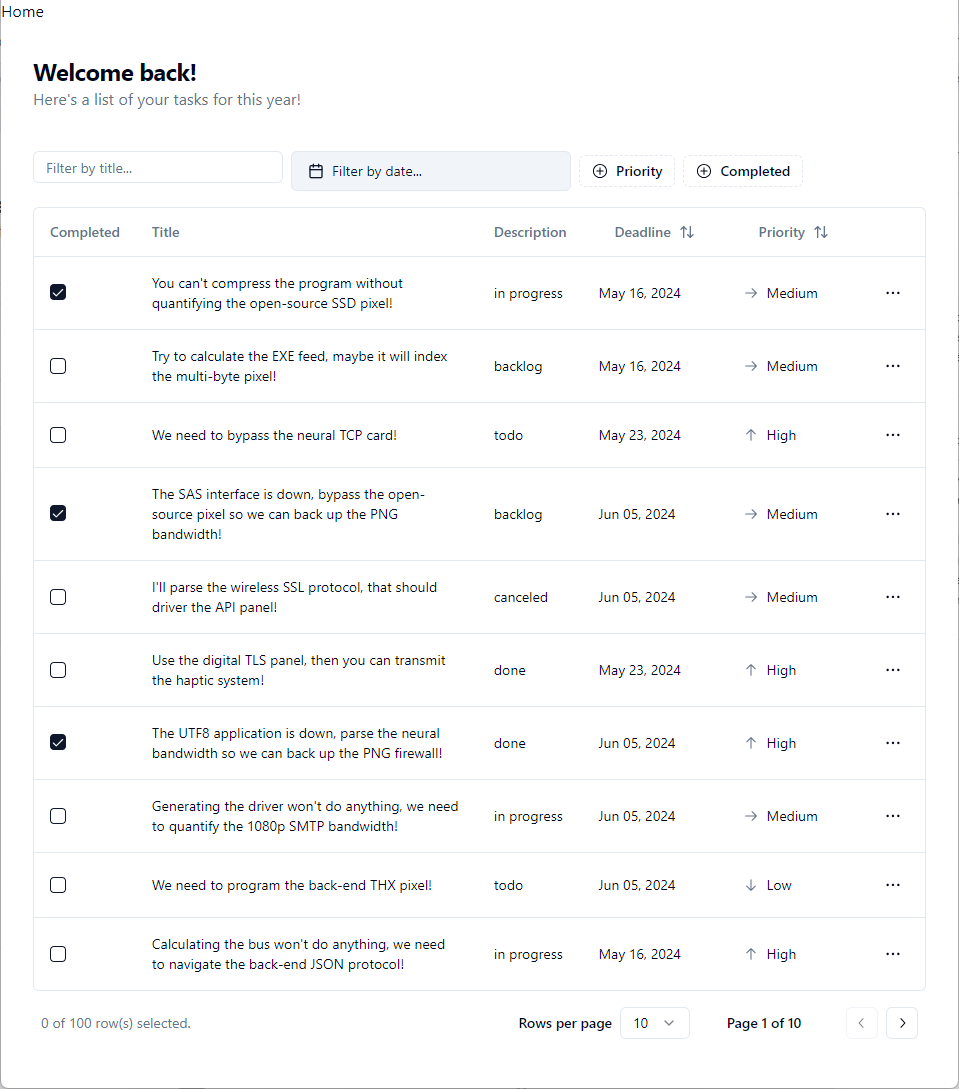 Home
Welcome back!
Here's a list of your tasks for this year!
Filter by title... Filter by date... Priority Completed
Completed Title Description Deadline Priority
You can't compress the program without
quantifying the open-source SSD pixel! in progress May 16, 2024 Medium
Try to calculate the EXE feed, maybe it will index
the multi-byte pixel! backlog May 16, 2024 Medium
We need to bypass the neural TCP card! todo May 23, 2024 High
The SAS interface is down, bypass the open-
source pixel so we can back up the PNG backlog Jun 05, 2024 Medium
bandwidth!
I'll parse the wireless SSL protocol, that should
driver the API panel! canceled Jun 05, 2024 Medium
Use the digital TLS panel, then you can transmit
the haptic system! done May 23, 2024 High
The UTF8 application is down, parse the neural
bandwidth so we can back up the PNG firewall! done Jun 05, 2024 High
Generating the driver won't do anything, we need
to quantify the 1080p SMTP bandwidth! in progress Jun 05, 2024 Medium
We need to program the back-end THX pixel! todo Jun 05, 2024 Low
Calculating the bus won't do anything, we need
to navigate the back-end JSON protocol! in progress May 16, 2024 High
0 of 100 row(s) selected. Rows per page 10 Page 1 of 10